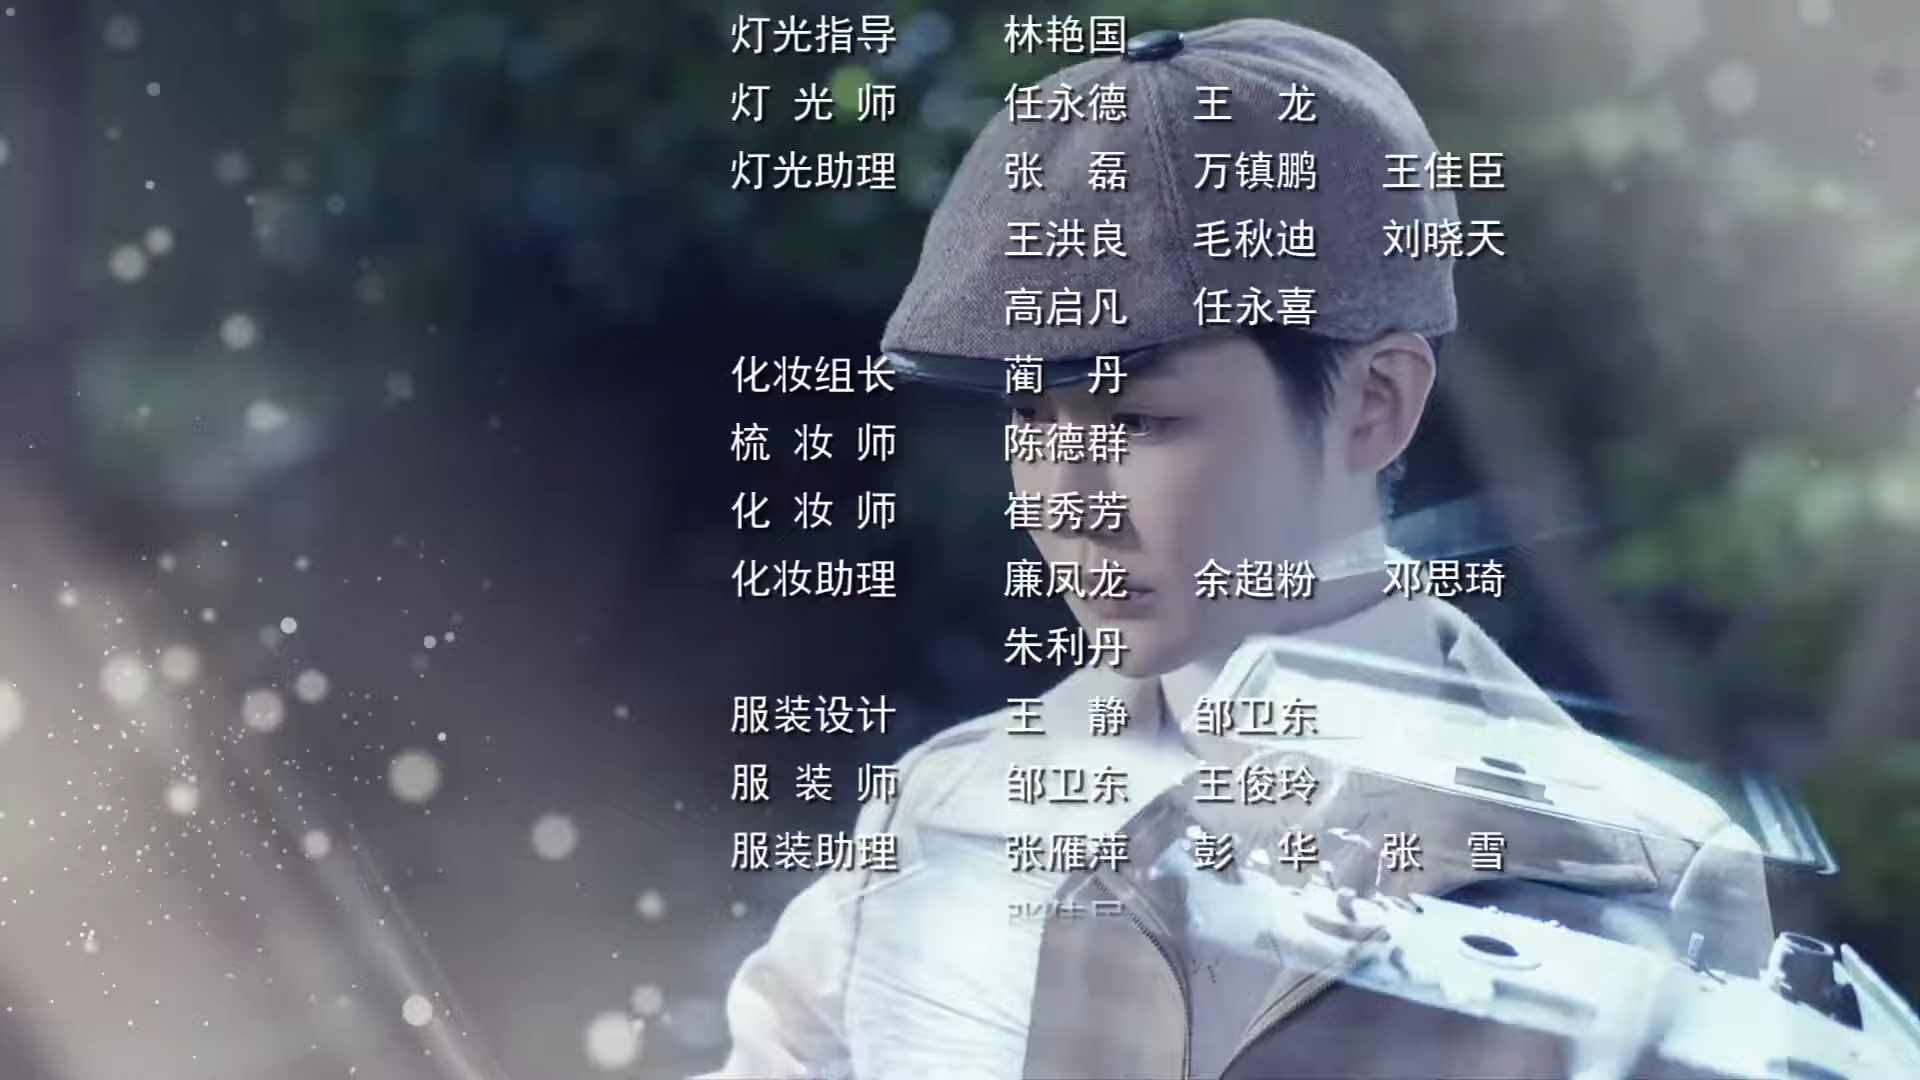 灯光指导 林艳国
灯光师 任永德 王龙
灯光助理 张磊 万镇鹏 王佳臣
王洪良 毛秋迪 刘晓天
高启凡 任永喜
化妆组长 蔺丹
梳妆师 陈德群
化妆师 崔秀芳
化妆助理 廉凤龙 余超粉 邓思琦
朱利丹
服装设计 王静 邹卫东
服装师 邹卫东 王俊玲
服装助理 张雁萍 彭华 张雪